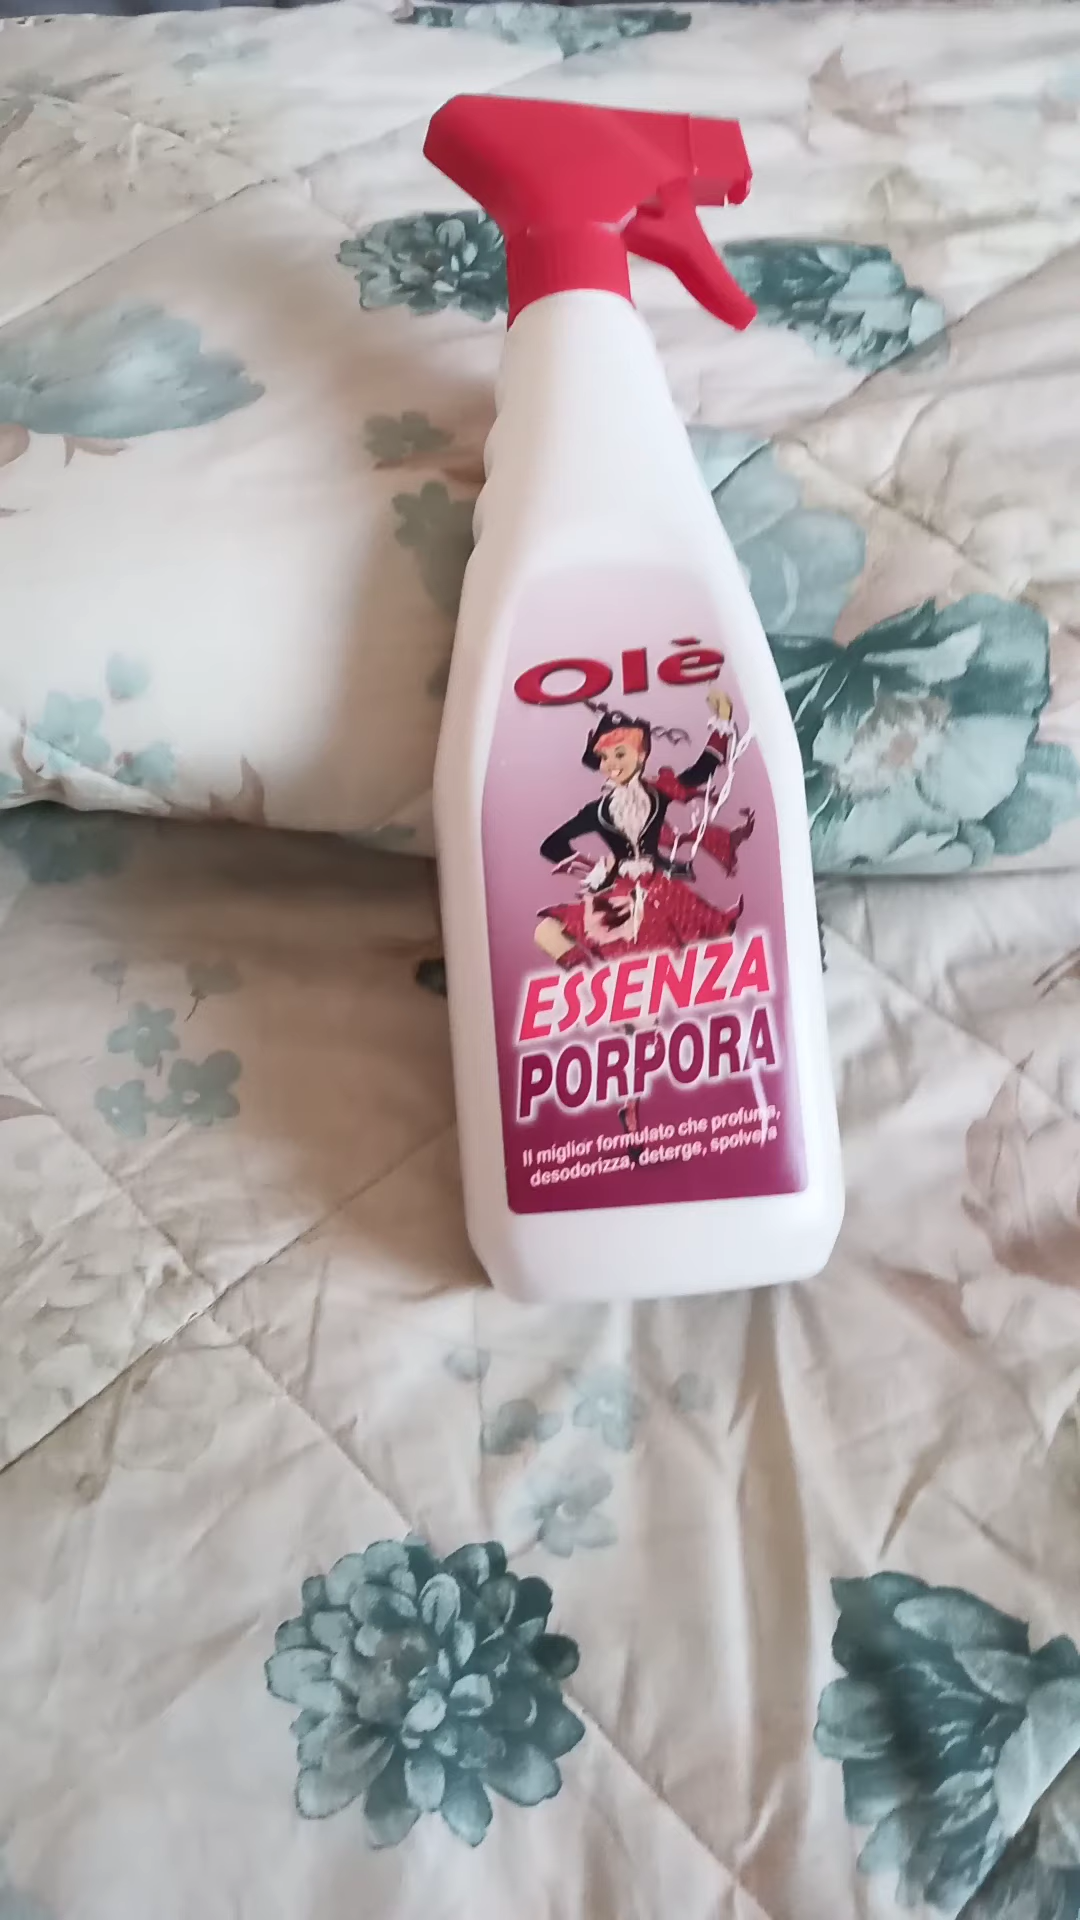 Olè
ESSENZA
PORPORA
Il miglior formulato che profuma,
desodorizza, deterge, spolvera